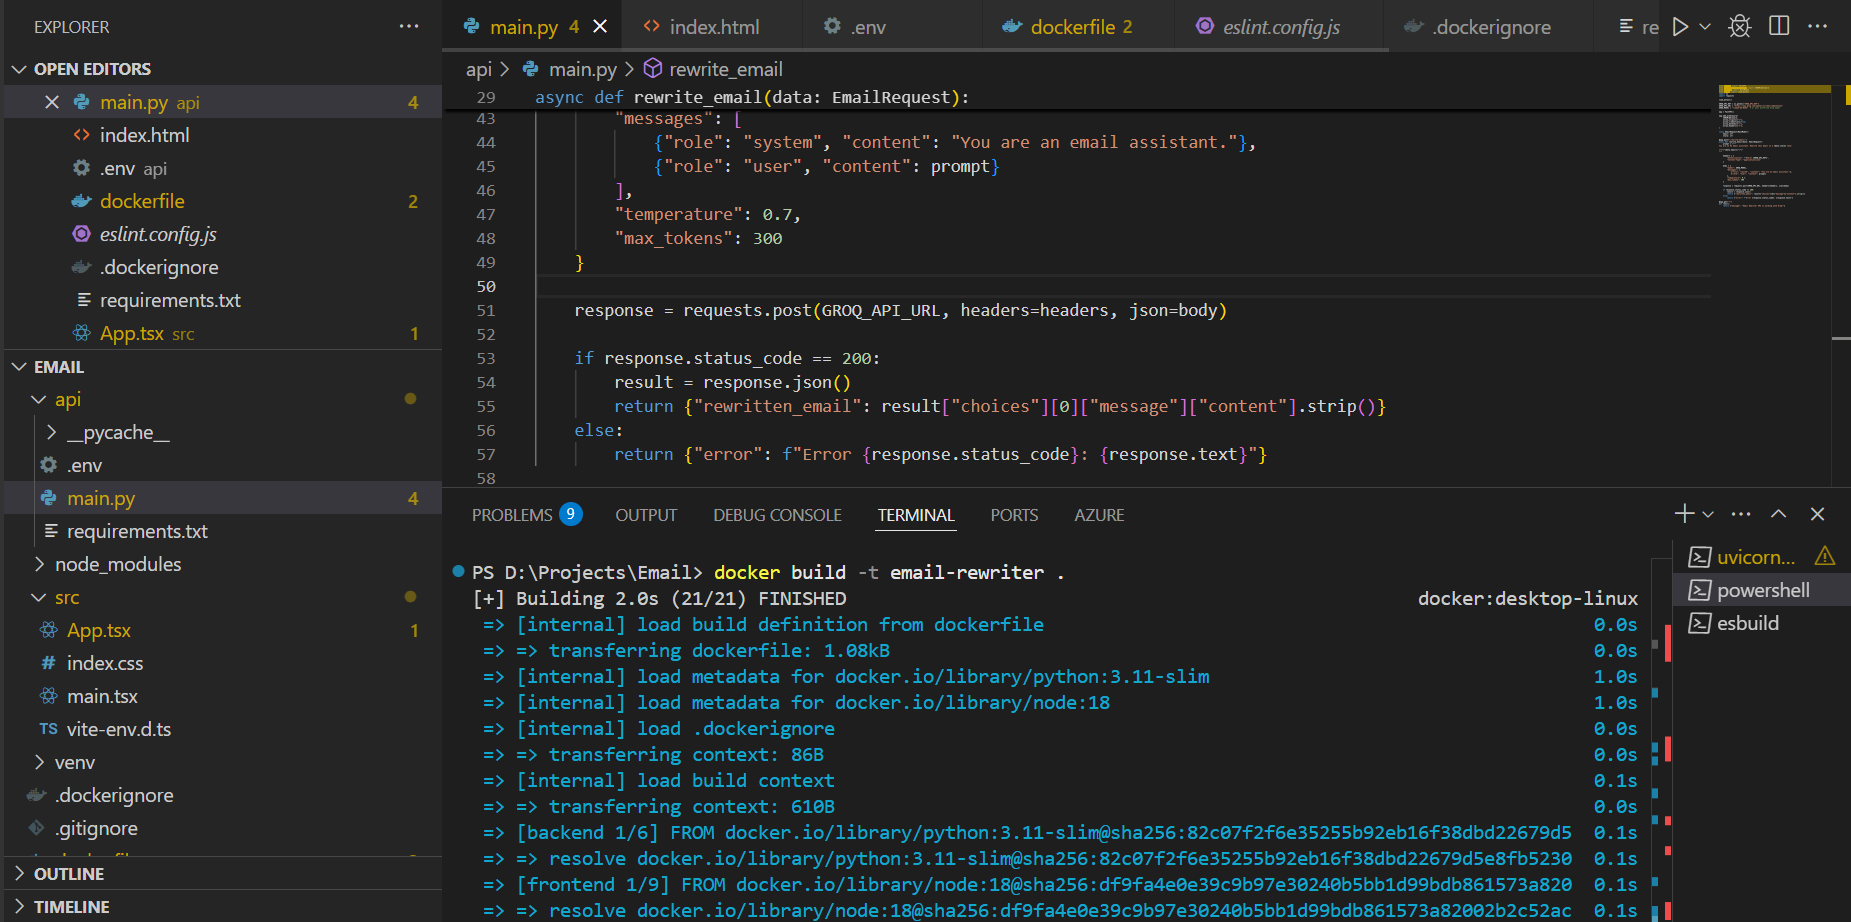 EXPLORER
OPEN EDITORS
main.py api 4
index.html
.env api
dockerfile 2
eslint.config.js
.dockerignore
requirements.txt
App.tsx src 1
EMAIL
api
__pycache__
.env
main.py 4
requirements.txt
node_modules
src
App.tsx 1
index.css
main.tsx
TS vite-env.d.ts
venv
.dockerignore
.gitignore
OUTLINE
TIMELINE
main.py 4 index.html .env dockerfile 2 eslint.config.js .dockerignore re
api > main.py > rewrite_email
29 async def rewrite_email(data: EmailRequest):
43 "messages": [
44 {"role": "system", "content": "You are an email assistant."},
45 {"role": "user", "content": prompt}
46 ],
47 "temperature": 0.7,
48 "max_tokens": 300
49 }
50
51 response = requests.post(GROQ_API_URL, headers=headers, json=body)
52
53 if response.status_code == 200:
54 result = response.json()
55 return {"rewritten_email": result["choices"][0]["message"]["content"].strip()}
56 else:
57 return {"error": f"Error {response.status_code}: {response.text}"}
58
PROBLEMS 9 OUTPUT DEBUG CONSOLE TERMINAL PORTS AZURE
PS D:\Projects\Email> docker build -t email-rewriter .
[+] Building 2.0s (21/21) FINISHED docker:desktop-linux
=> [internal] load build definition from dockerfile 0.0s
=> => transferring dockerfile: 1.08kB 0.0s
=> [internal] load metadata for docker.io/library/python:3.11-slim 1.0s
=> [internal] load metadata for docker.io/library/node:18 1.0s
=> [internal] load .dockerignore 0.0s
=> => transferring context: 86B 0.0s
=> [internal] load build context 0.1s
=> => transferring context: 610B 0.0s
=> [backend 1/6] FROM docker.io/library/python:3.11-slim@sha256:82c07f2f6e35255b92eb16f38dbd22679d5 0.1s
=> => resolve docker.io/library/python:3.11-slim@sha256:82c07f2f6e35255b92eb16f38dbd22679d5e8fb5230 0.1s
=> [frontend 1/9] FROM docker.io/library/node:18@sha256:df9fa4e0e39c9b97e30240b5bb1d99bdb861573a820 0.1s
=> => resolve docker.io/library/node:18@sha256:df9fa4e0e39c9b97e30240b5bb1d99bdb861573a82002b2c52ac 0.1s
uvicorn...
powershell
esbuild